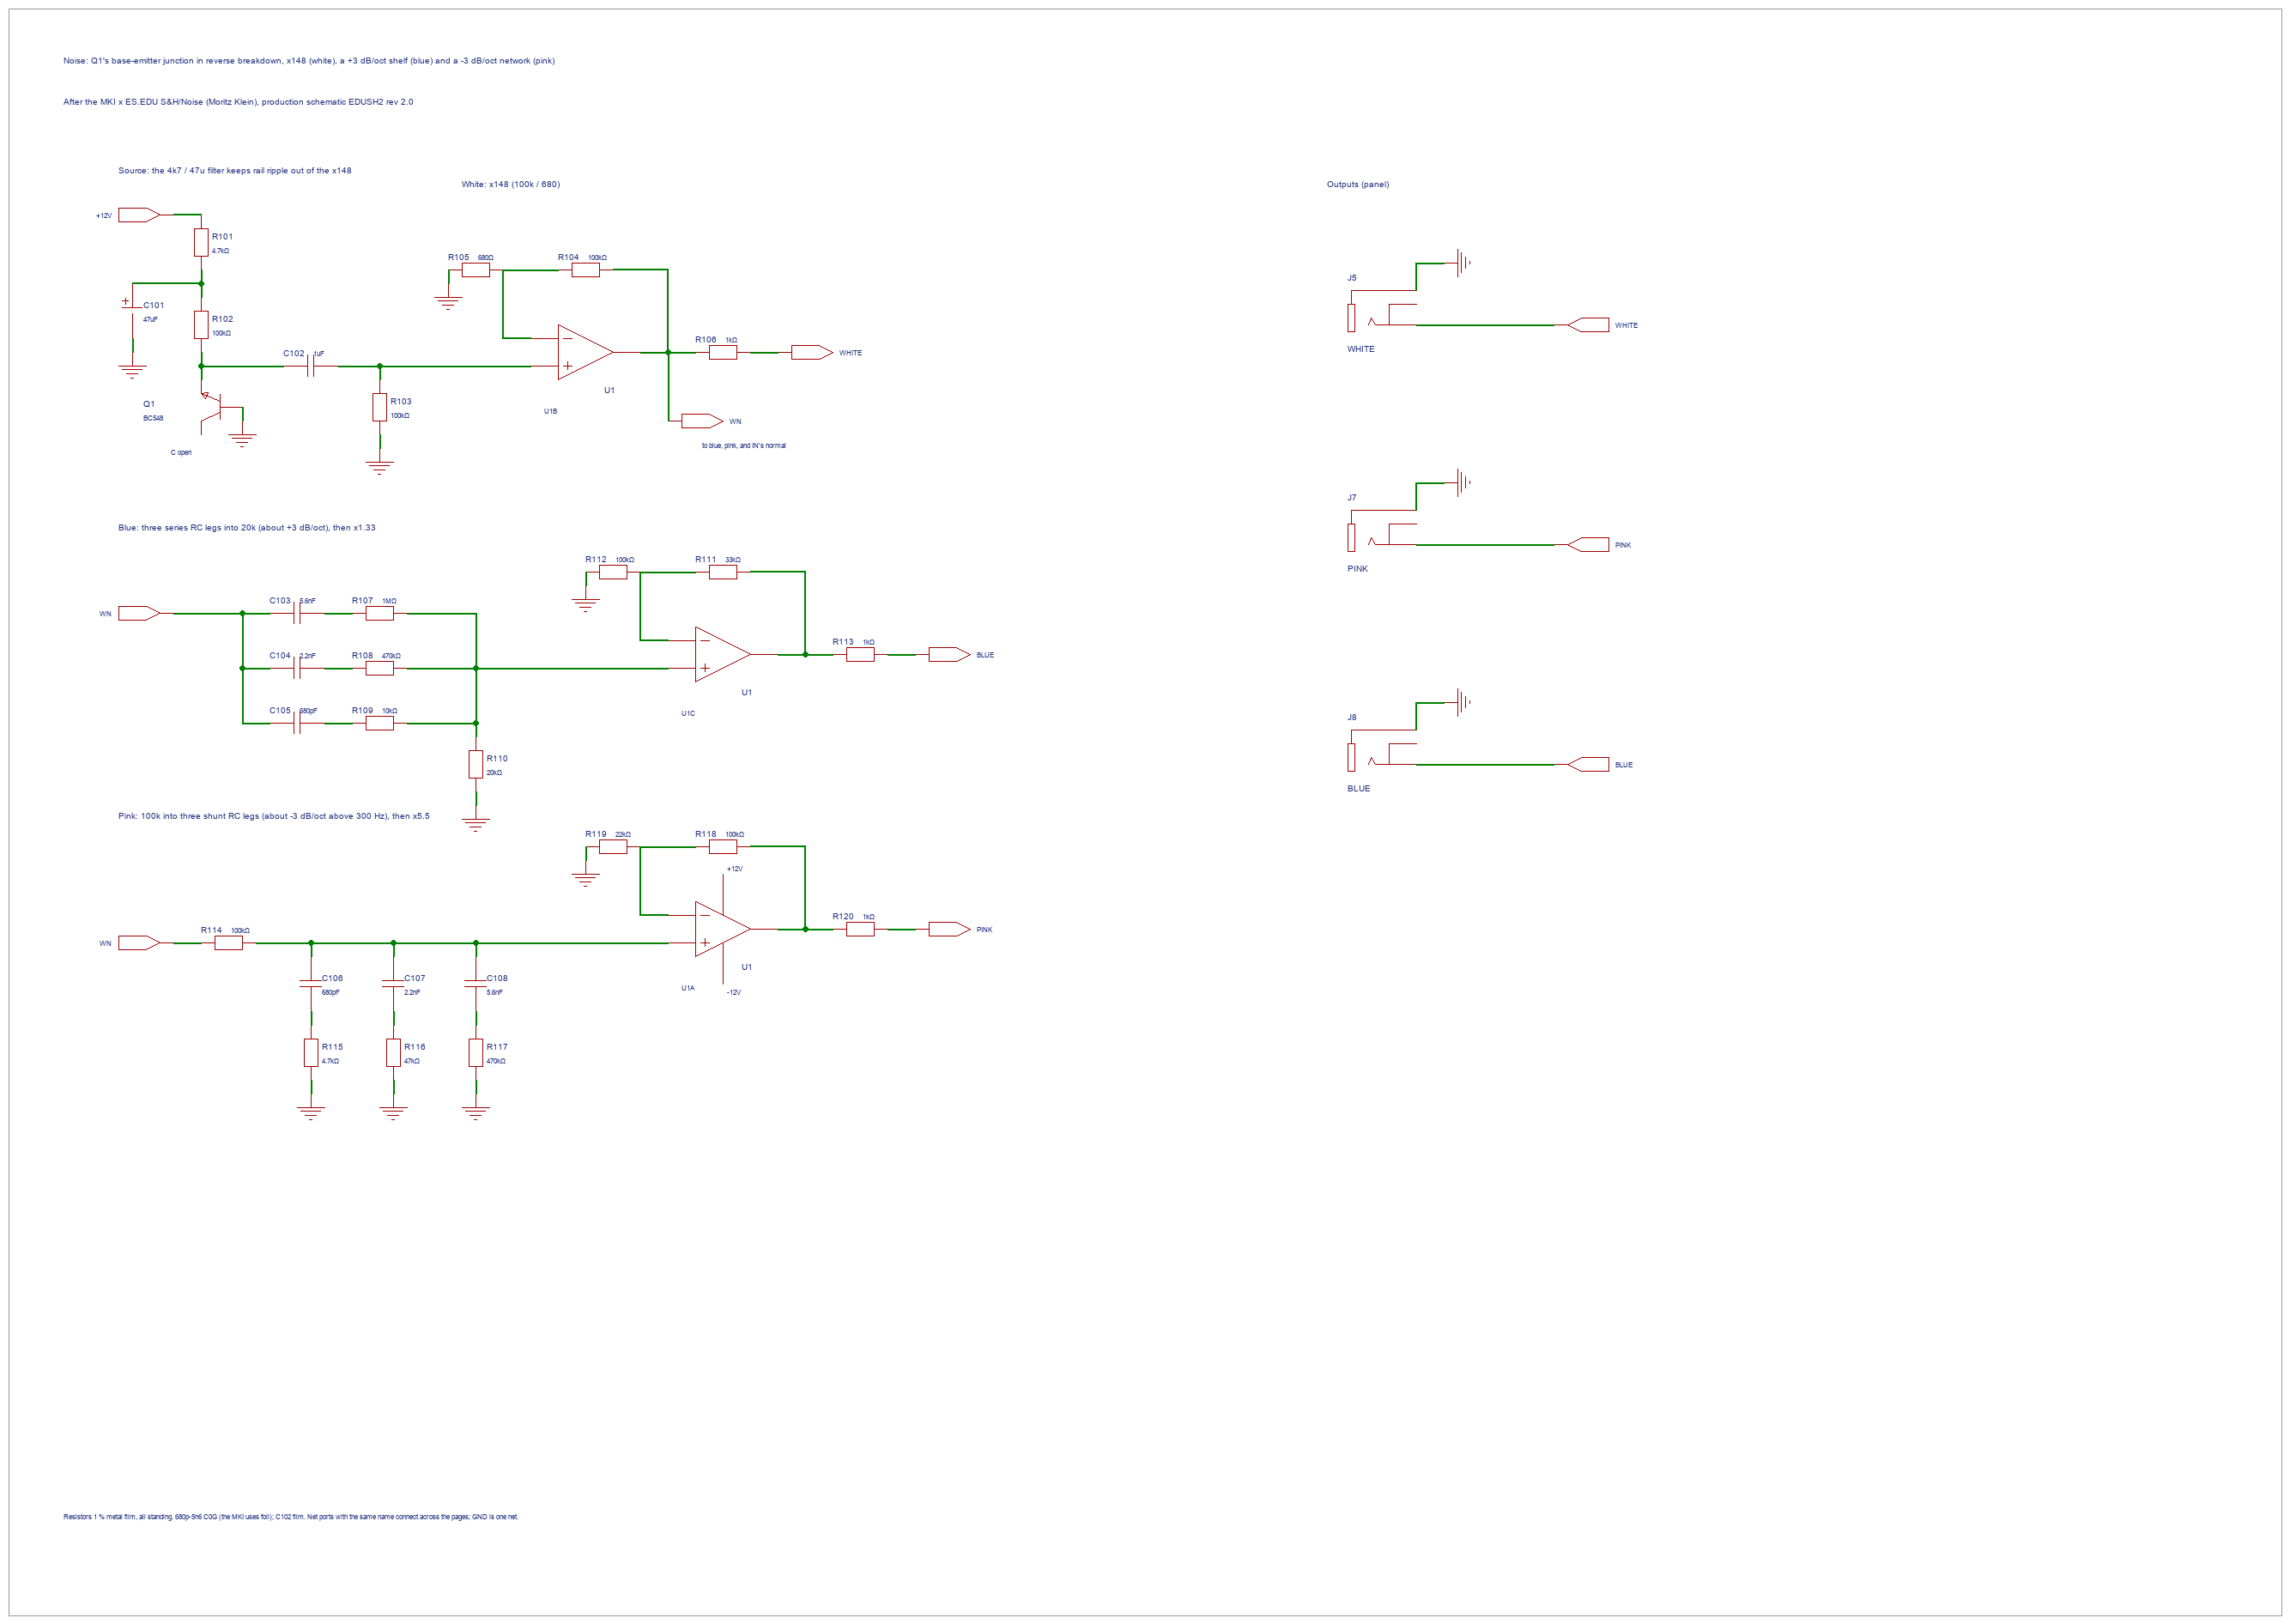 Noise: Q1's base-emitter junction in reverse breakdown, x148 (white), a +3 dB/oct shelf (blue) and a -3 dB/oct network (pink)
After the MKI x ES.EDU S&H/Noise (Moritz Klein), production schematic EDUSH2 rev 2.0
Source: the 4k7 / 47u filter keeps rail ripple out of the x148
White: x148 (100k / 680)
Outputs (panel)
+12V
R101
4.7kΩ
C101
47uF
R102
100kΩ
C102 1uF
Q1
BC548
C open
R103
100kΩ
R105 680Ω
R104 100kΩ
U1
U1B
R106 1kΩ
WHITE
WN
to blue, pink, and IN's normal
J5
WHITE
WHITE
Blue: three series RC legs into 20k (about +3 dB/oct), then x1.33
WN
C103 5.6nF
R107 1MΩ
C104 2.2nF
R108 470kΩ
C105 680pF
R109 10kΩ
R110
20kΩ
R112 100kΩ
R111 33kΩ
U1
U1C
R113 1kΩ
BLUE
J7
PINK
PINK
J8
BLUE
BLUE
Pink: 100k into three shunt RC legs (about -3 dB/oct above 300 Hz), then x5.5
WN
R114 100kΩ
C106
680pF
C107
2.2nF
C108
5.6nF
R115
4.7kΩ
R116
47kΩ
R117
470kΩ
R119 22kΩ
R118 100kΩ
+12V
U1
U1A
-12V
R120 1kΩ
PINK
Resistors 1 % metal film, all standing. 680p-5n6 C0G (the MKI uses foil); C102 film. Net ports with the same name connect across the pages; GND is one net.